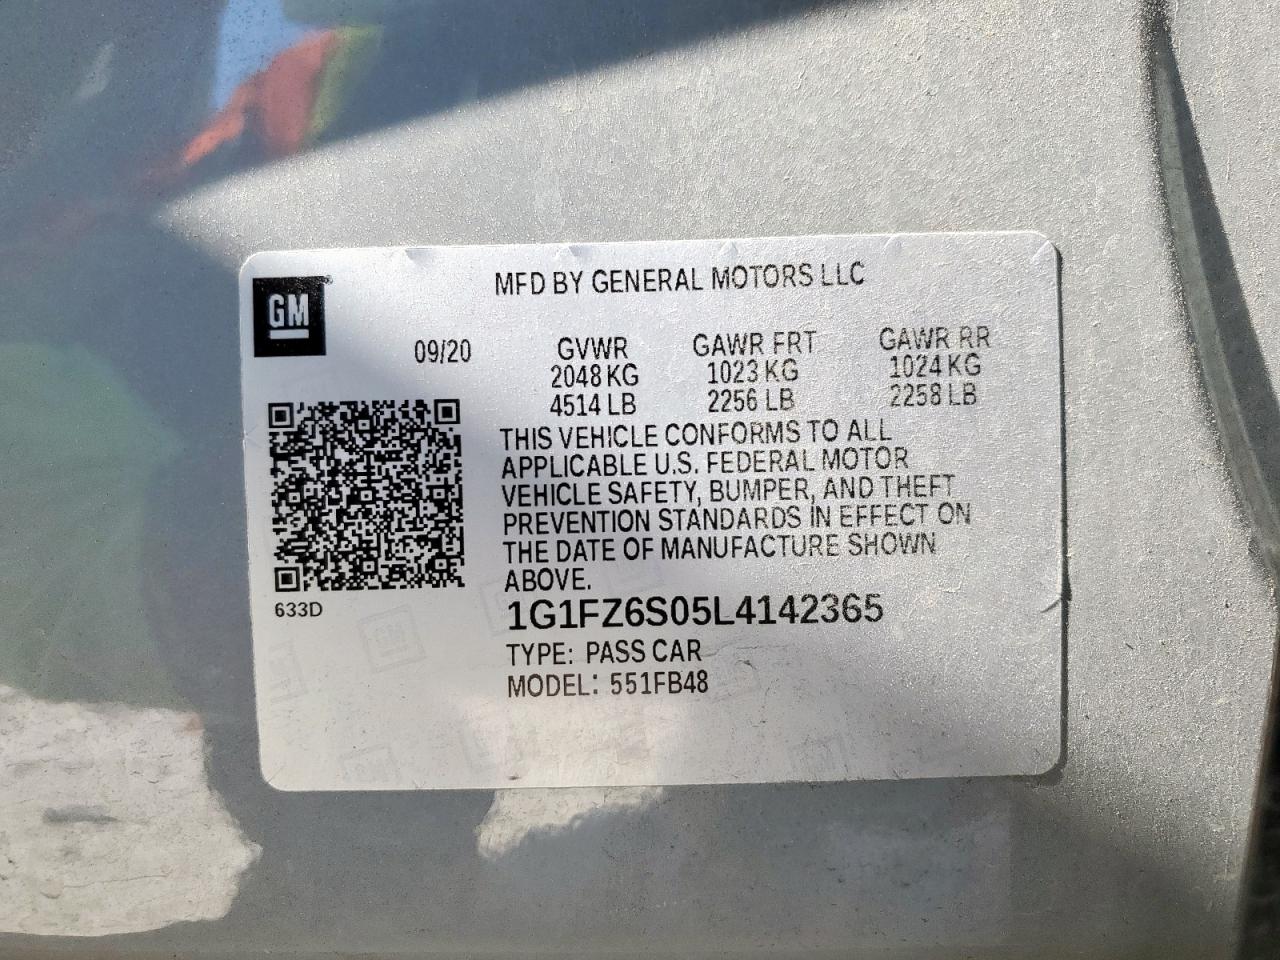 GM
MFD BY GENERAL MOTORS LLC
09/20 GVWR GAWR FRT GAWR RR
2048 KG 1023 KG 1024 KG
4514 LB 2256 LB 2258 LB
THIS VEHICLE CONFORMS TO ALL
APPLICABLE U.S. FEDERAL MOTOR
VEHICLE SAFETY, BUMPER, AND THEFT
PREVENTION STANDARDS IN EFFECT ON
THE DATE OF MANUFACTURE SHOWN
ABOVE.
633D
1G1FZ6S05L4142365
TYPE: PASS CAR
MODEL: 551FB48